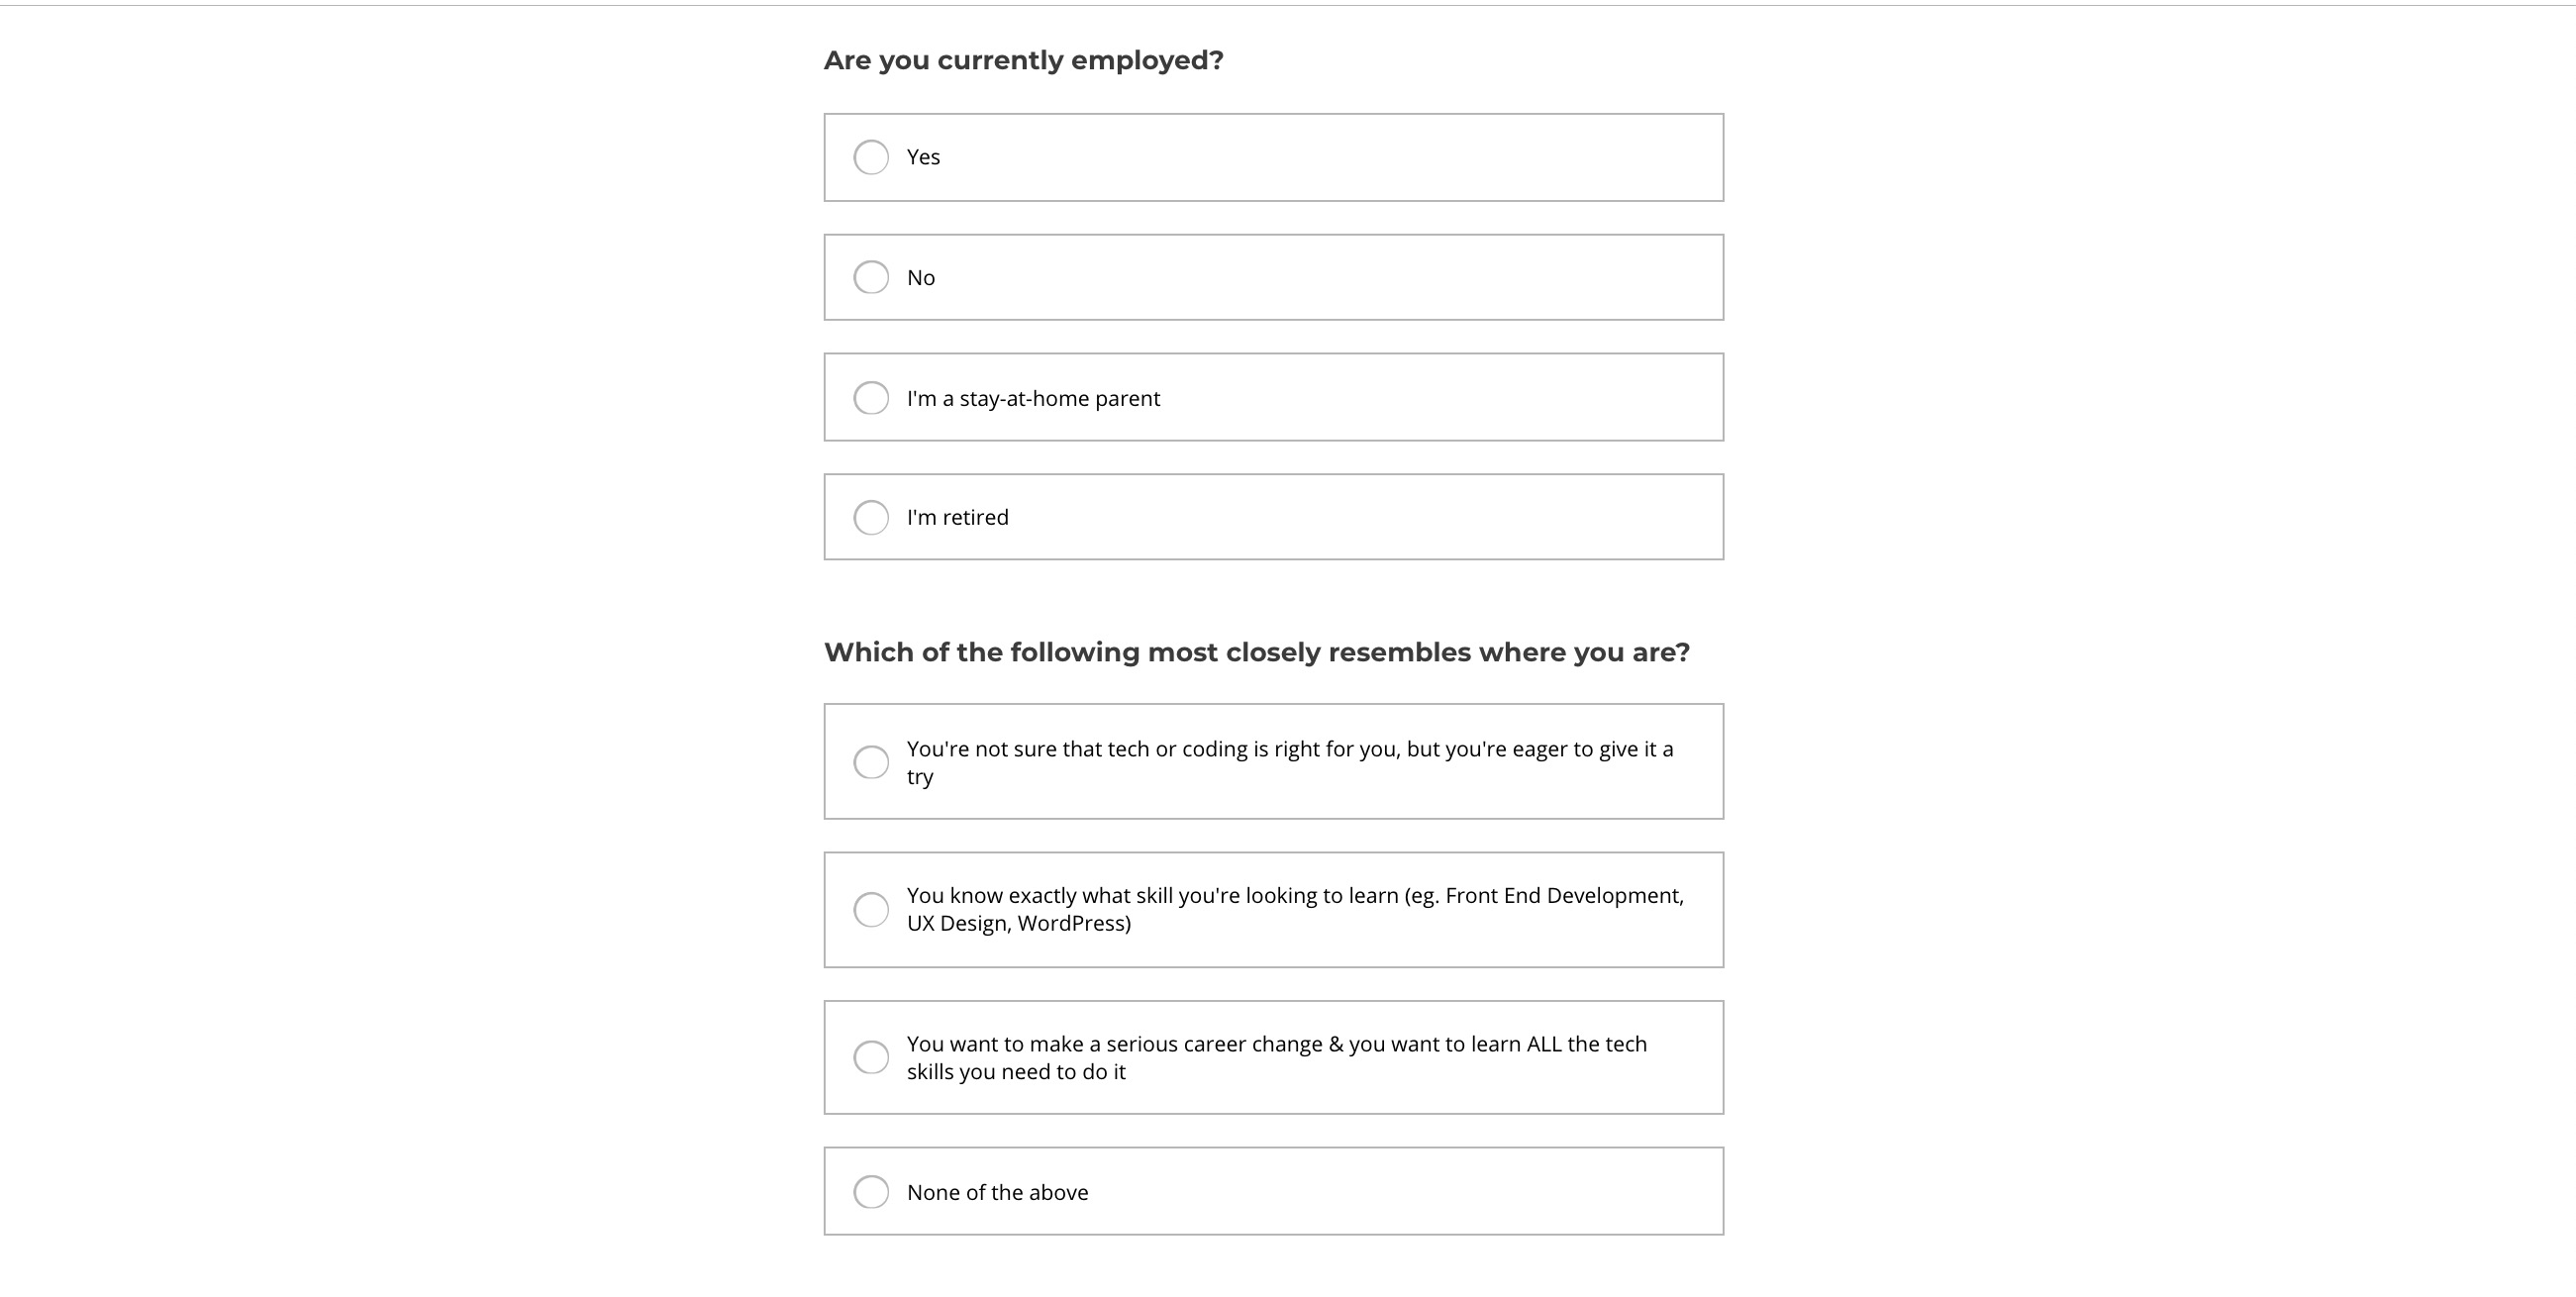 Are you currently employed?
Yes
No
I'm a stay-at-home parent
I'm retired
Which of the following most closely resembles where you are?
You're not sure that tech or coding is right for you, but you're eager to give it a
try
You know exactly what skill you're looking to learn (eg. Front End Development,
UX Design, WordPress)
You want to make a serious career change & you want to learn ALL the tech
skills you need to do it
None of the above